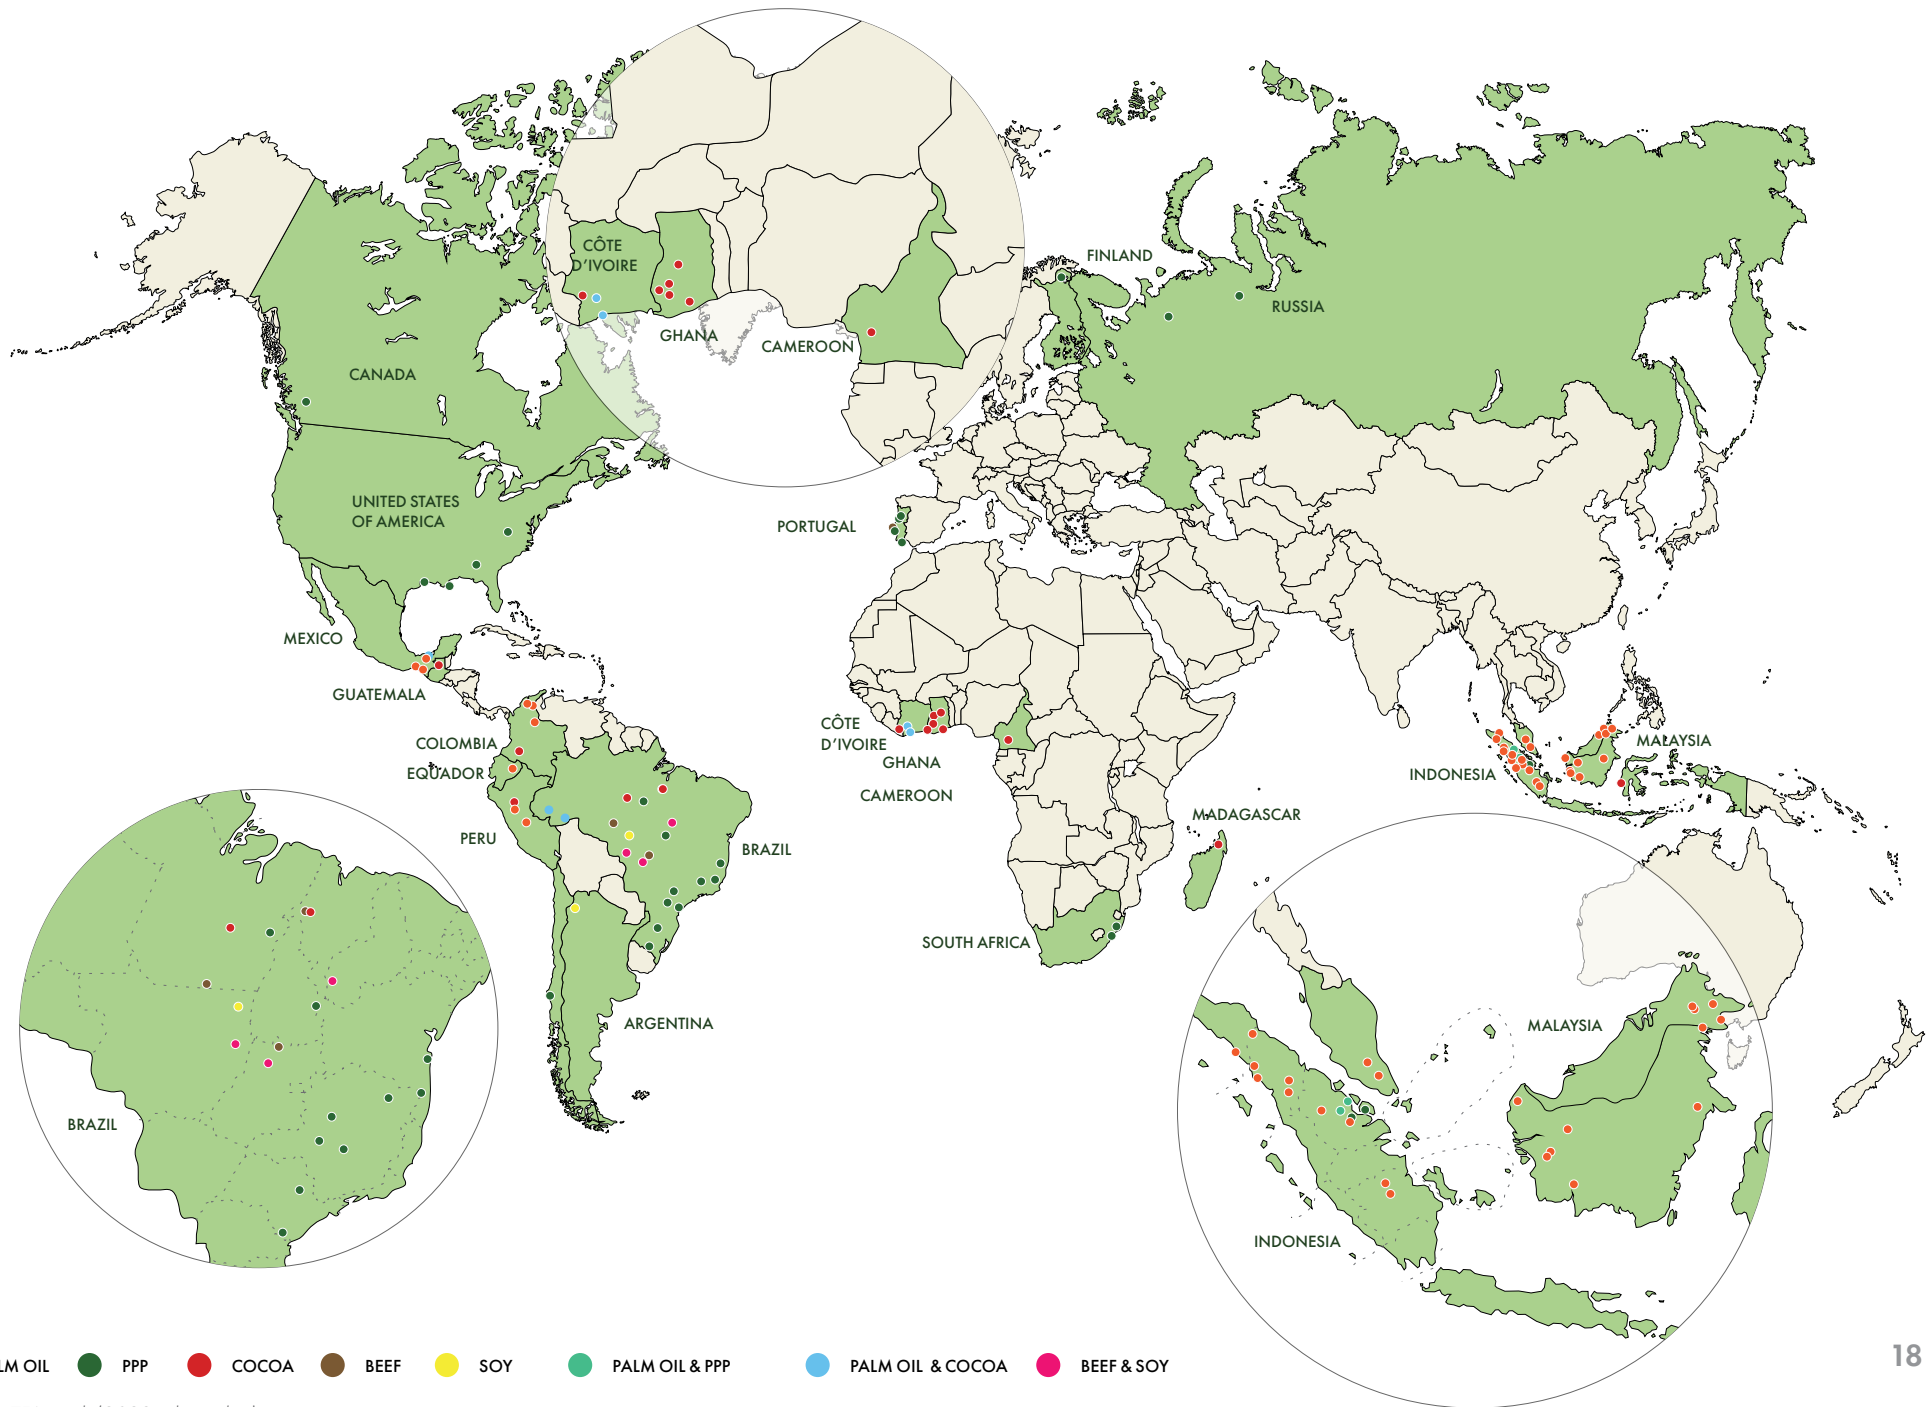 CÔTE
D'IVOIRE
GHANA
CAMEROON
FINLAND
RUSSIA
CANADA
UNITED STATES
OF AMERICA
PORTUGAL
MEXICO
GUATEMALA
COLOMBIA
EQUADOR
PERU
BRAZIL
ARGENTINA
CÔTE
D'IVOIRE
GHANA
CAMEROON
MADAGASCAR
SOUTH AFRICA
MALAYSIA
INDONESIA
BRAZIL
MALAYSIA
INDONESIA
LM OIL PPP COCOA BEEF SOY PALM OIL & PPP PALM OIL & COCOA BEEF & SOY
18